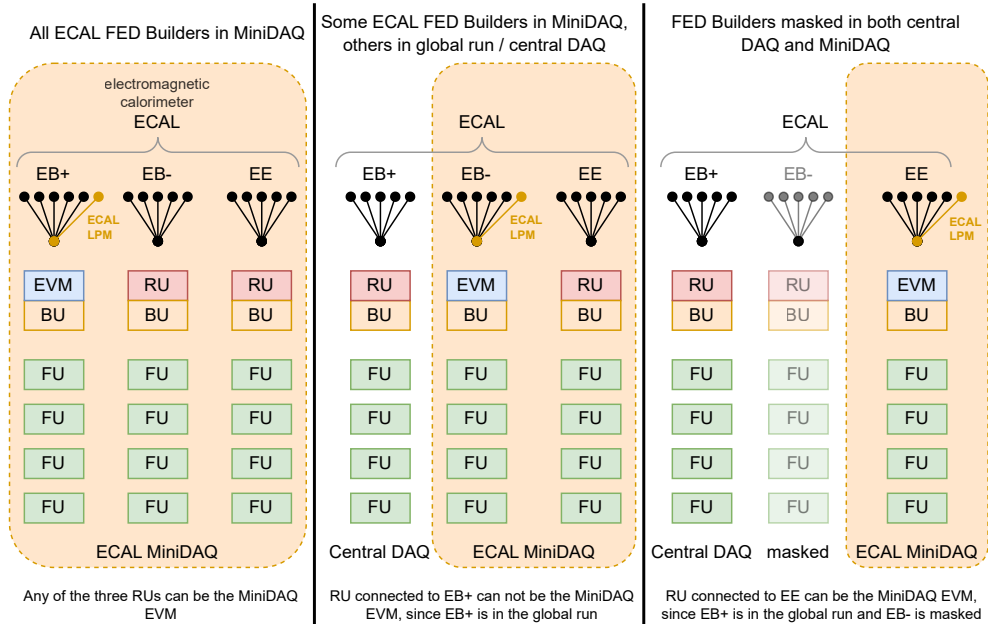 All ECAL FED Builders in MiniDAQ
electromagnetic
calorimeter
ECAL
EB+
EB-
EE
ECAL
LPM
EVM
RU
RU
BU
BU
BU
FU
FU
FU
FU
FU
FU
FU
FU
FU
FU
FU
FU
ECAL MiniDAQ
Any of the three RUs can be the MiniDAQ
EVM
Some ECAL FED Builders in MiniDAQ,
others in global run / central DAQ
ECAL
EB+
EB-
EE
ECAL
LPM
RU
EVM
RU
BU
BU
BU
FU
FU
FU
FU
FU
FU
FU
FU
FU
FU
FU
FU
Central DAQ
ECAL MiniDAQ
RU connected to EB+ can not be the MiniDAQ
EVM, since EB+ is in the global run
FED Builders masked in both central
DAQ and MiniDAQ
ECAL
EB+
EB-
EE
ECAL
LPM
RU
RU
EVM
BU
BU
BU
FU
FU
FU
FU
FU
FU
FU
FU
FU
FU
FU
FU
Central DAQ
masked
ECAL MiniDAQ
RU connected to EE can be the MiniDAQ EVM,
since EB+ is in the global run and EB- is masked